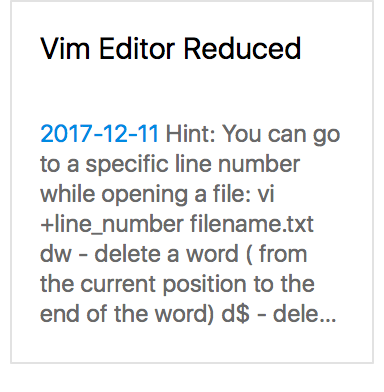 Vim Editor Reduced
2017-12-11 Hint: You can go
to a specific line number
while opening a file: vi
+line_number filename.txt
dw - delete a word ( from
the current position to the
end of the word) d$ - dele...